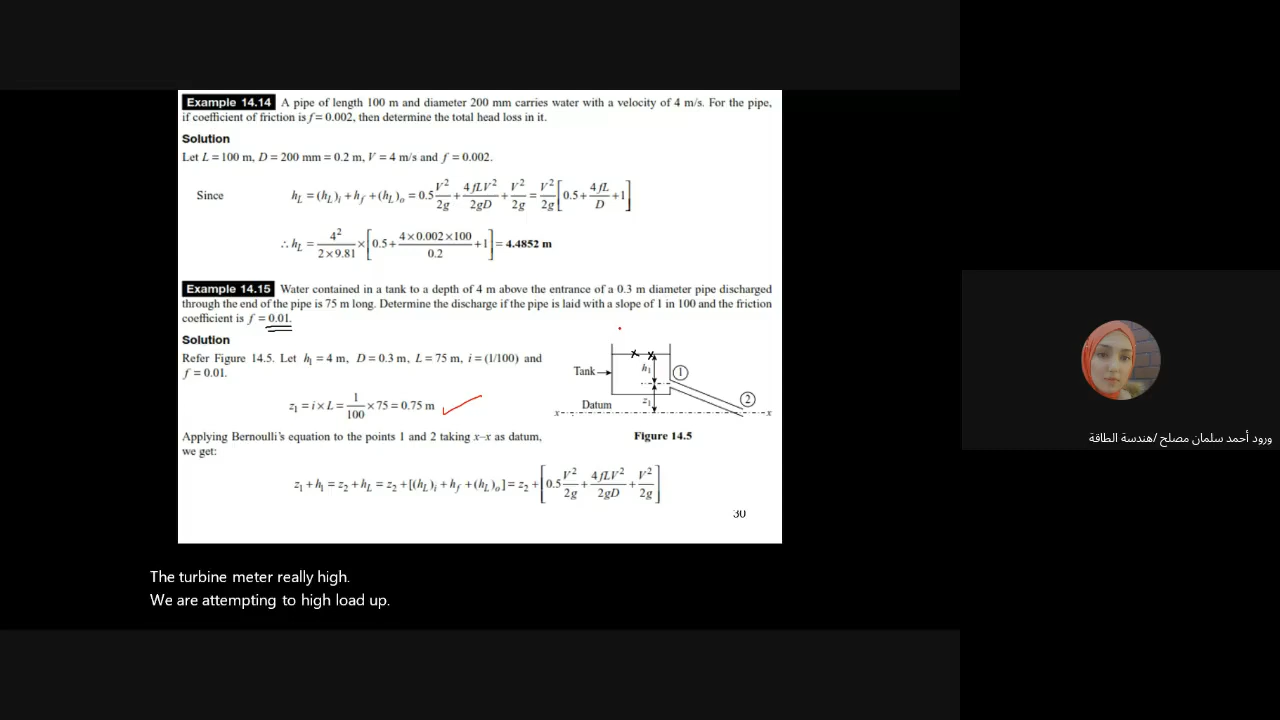 Example 14.14 A pipe of length 100 m and diameter 200 mm carries water with a velocity of 4 m/s. For the pipe,
if coefficient of friction is f = 0.002, then determine the total head loss in it.
Solution
Let L = 100 m, D = 200 mm = 0.2 m, V = 4 m/s and f = 0.002.
Since h_L = (h_L)_i + h_f + (h_L)_o = 0.5 V²/2g + 4fLV²/2gD + V²/2g = V²/2g [0.5 + 4fL/D + 1]
∴ h_L = 4²/(2×9.81) × [0.5 + (4×0.002×100)/0.2 + 1] = 4.4852 m
Example 14.15 Water contained in a tank to a depth of 4 m above the entrance of a 0.3 m diameter pipe discharged
through the end of the pipe is 75 m long. Determine the discharge if the pipe is laid with a slope of 1 in 100 and the friction
coefficient is f = 0.01.
Solution
Refer Figure 14.5. Let h₁ = 4 m, D = 0.3 m, L = 75 m, i = (1/100) and
f = 0.01.
z₁ = i × L = 1/100 × 75 = 0.75 m
Applying Bernoulli's equation to the points 1 and 2 taking x–x as datum,
we get:
Tank
h₁
1
2
Datum
z₁
x
x
Figure 14.5
z₁ + h₁ = z₂ + h_L = z₂ + [(h_L)_i + h_f + (h_L)_o] = z₂ + [0.5 V²/2g + 4fLV²/2gD + V²/2g]
30
The turbine meter really high.
We are attempting to high load up.
ورود أحمد سلمان مصلح /هندسة الطاقة